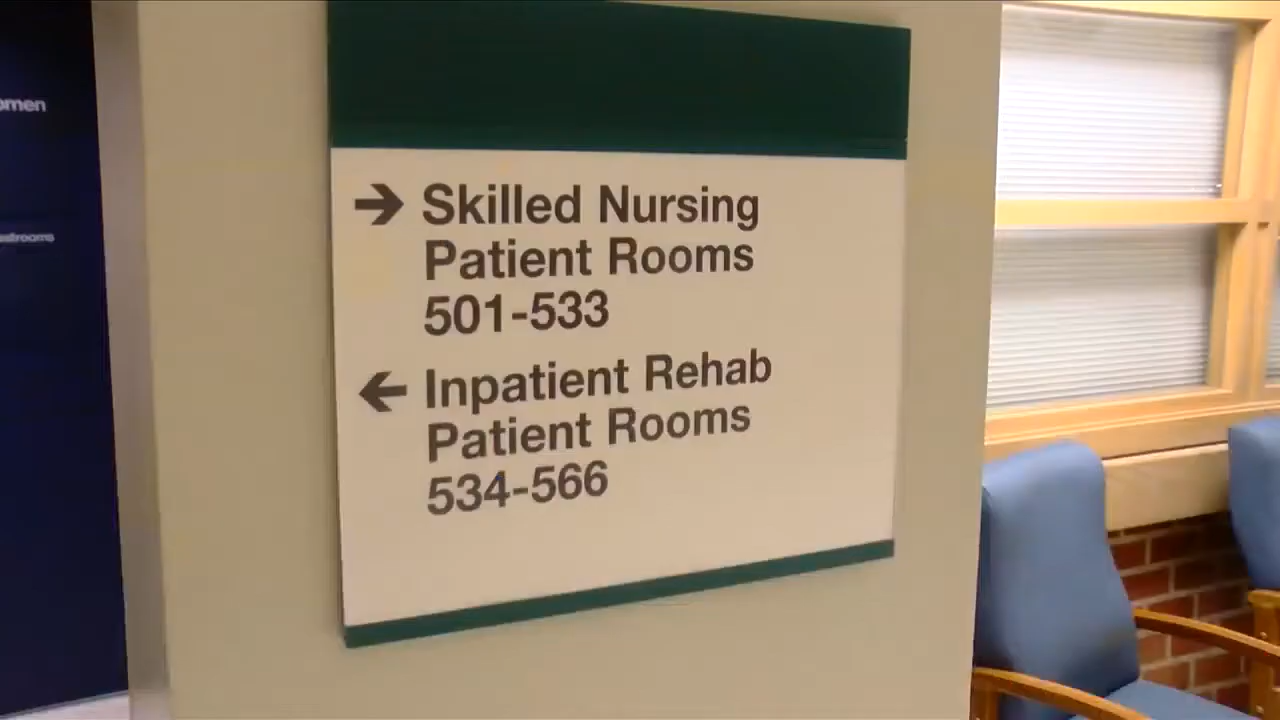 → Skilled Nursing
Patient Rooms
501-533
← Inpatient Rehab
Patient Rooms
534-566